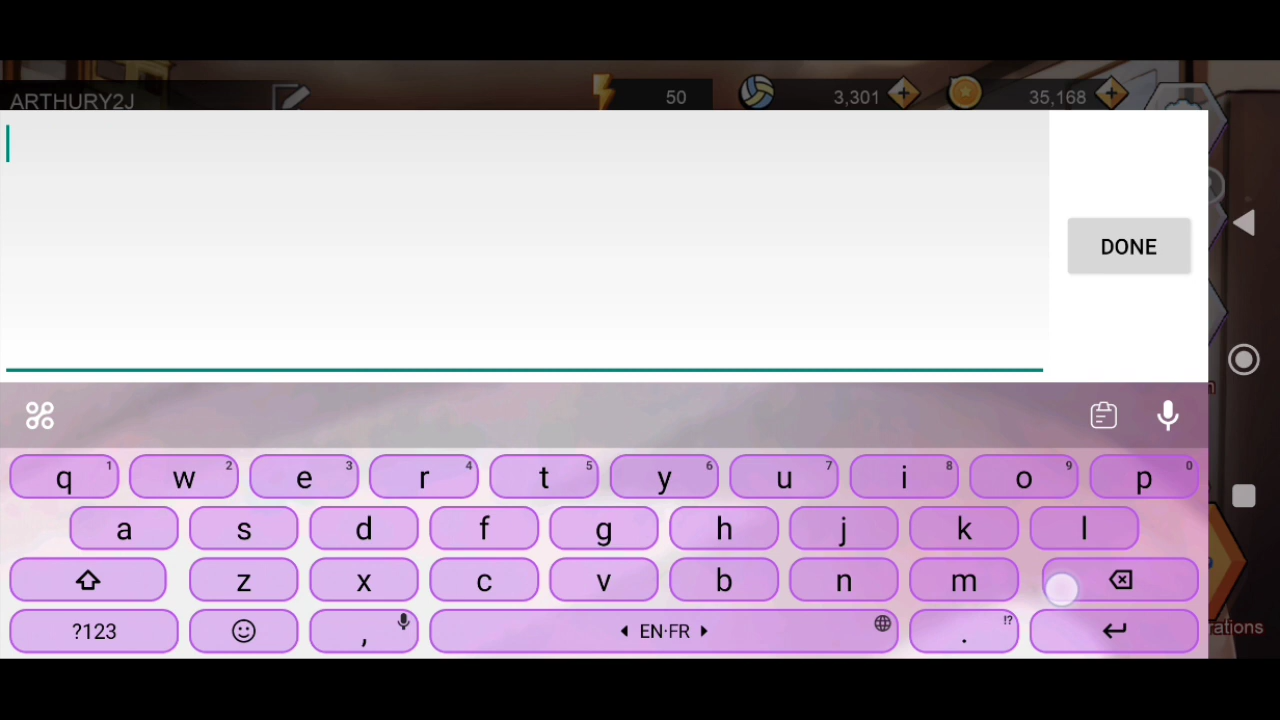 ARTHURY2J 50 3,301 35,168
DONE
q 1 w 2 e 3 r 4 t 5 y 6 u 7 i 8 o 9 p 0
a s d f g h j k l
z x c v b n m
?123 , EN·FR . !?
rations